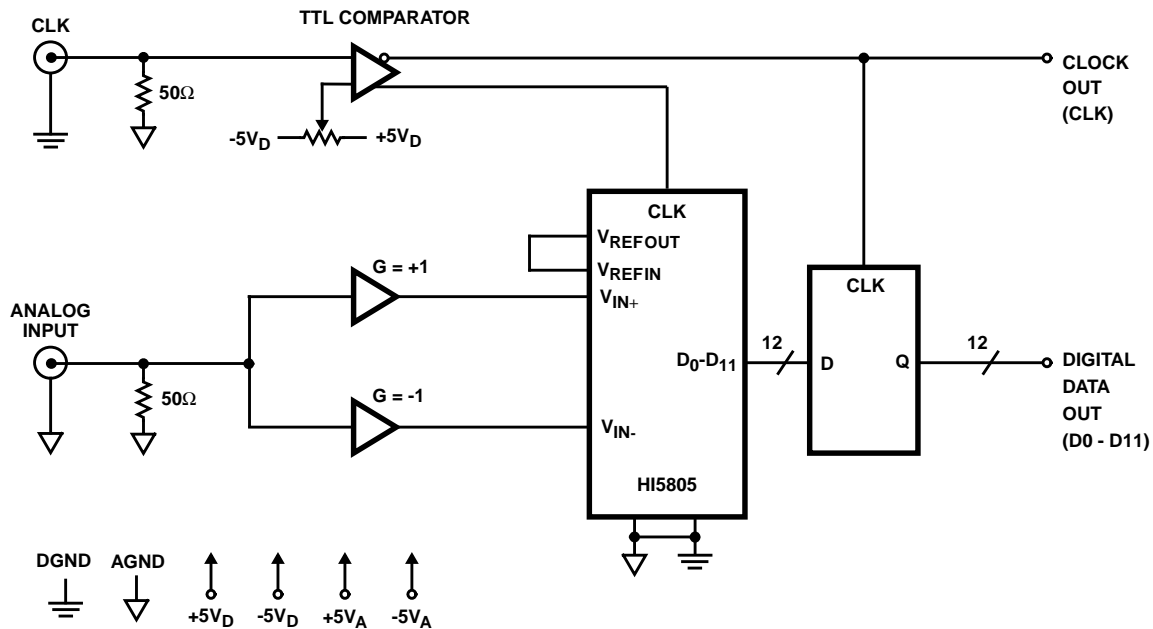 TTL COMPARATOR
CLK
50Ω
-5VD
+5VD
CLOCK
OUT
(CLK)
CLK
VREFOUT
VREFIN
VIN+
D0-D11
VIN-
HI5805
G = +1
G = -1
ANALOG
INPUT
50Ω
12
CLK
D
Q
12
DIGITAL
DATA
OUT
(D0 - D11)
DGND
AGND
+5VD
-5VD
+5VA
-5VA